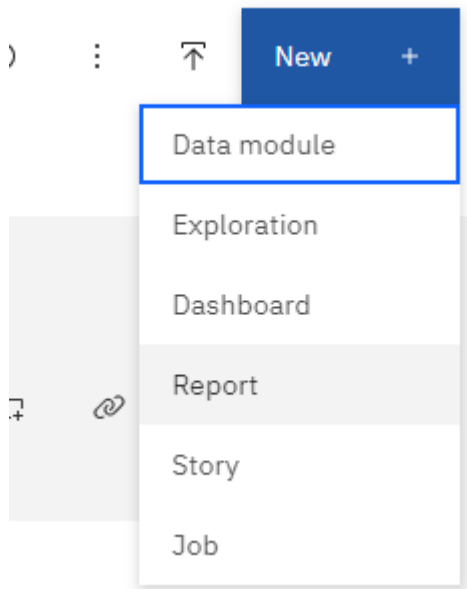 New +
Data module
Exploration
Dashboard
Report
Story
Job